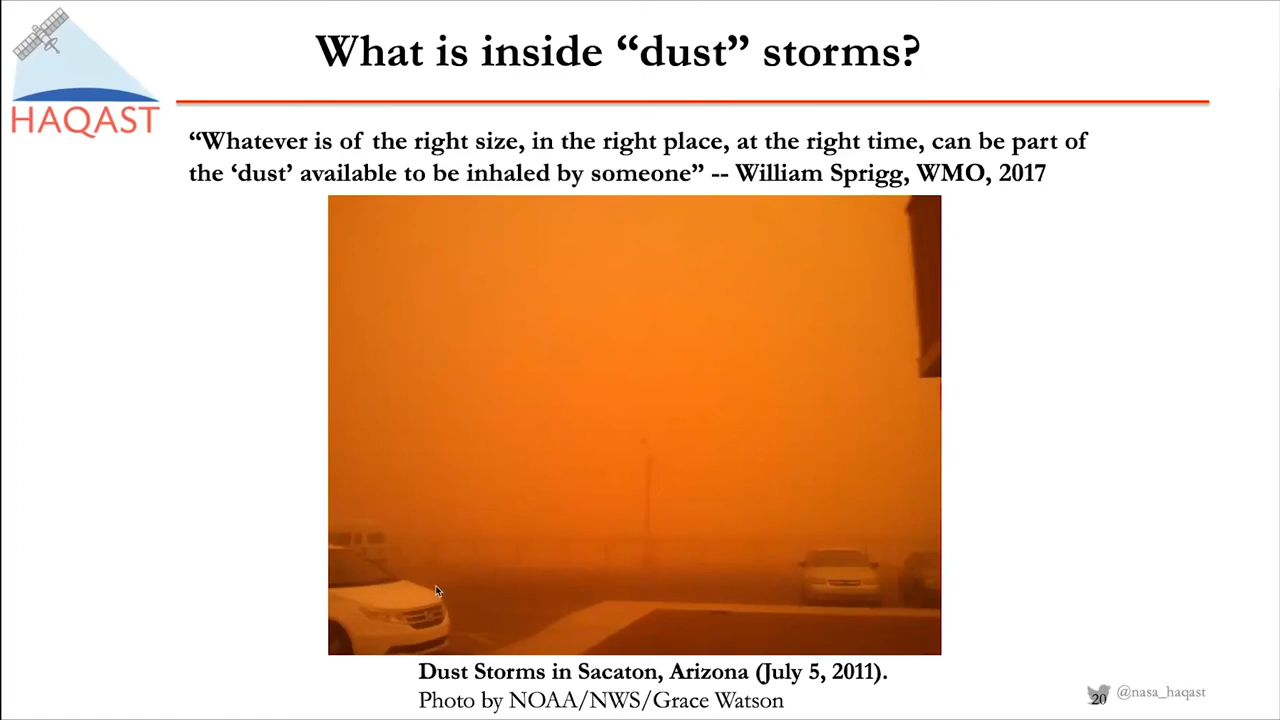 What is inside “dust” storms?
HAQAST
“Whatever is of the right size, in the right place, at the right time, can be part of
the ‘dust’ available to be inhaled by someone” -- William Sprigg, WMO, 2017
Dust Storms in Sacaton, Arizona (July 5, 2011).
Photo by NOAA/NWS/Grace Watson
20
@nasa_haqast